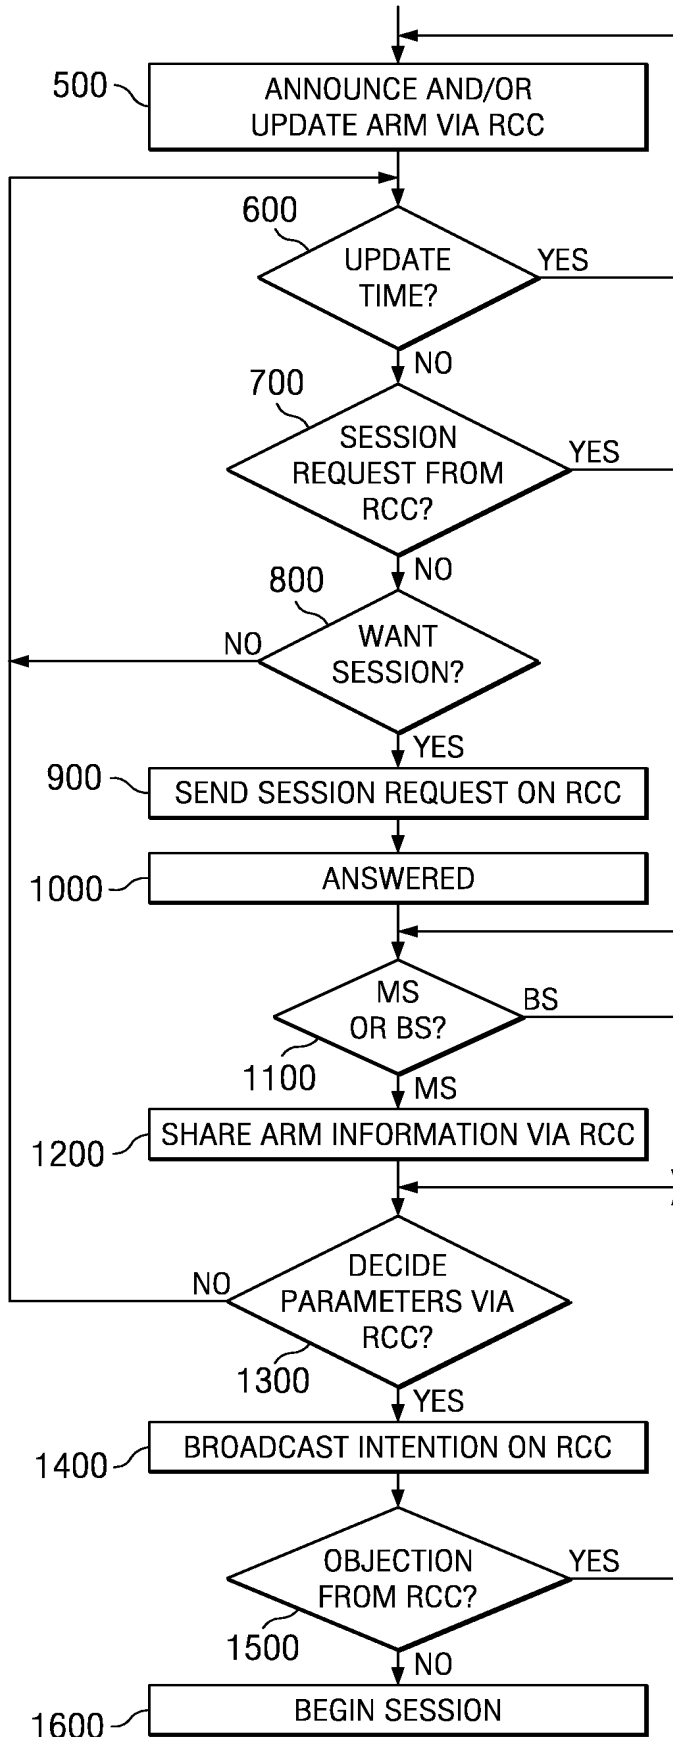 500
ANNOUNCE AND/OR
UPDATE ARM VIA RCC
600
UPDATE
TIME?
YES
NO
700
SESSION
REQUEST FROM
RCC?
YES
NO
800
WANT
SESSION?
NO
YES
900
SEND SESSION REQUEST ON RCC
1000
ANSWERED
MS
OR BS?
BS
1100
MS
1200
SHARE ARM INFORMATION VIA RCC
DECIDE
PARAMETERS VIA
RCC?
NO
1300
YES
1400
BROADCAST INTENTION ON RCC
OBJECTION
FROM RCC?
YES
1500
NO
1600
BEGIN SESSION